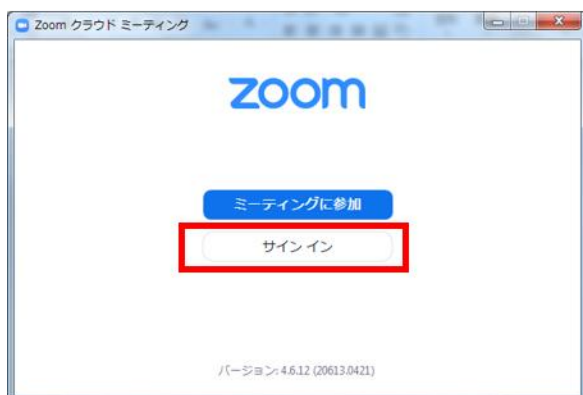 Zoom クラウド ミーティング
zoom
ミーティングに参加
サイン イン
バージョン: 4.6.12 (20613.0421)